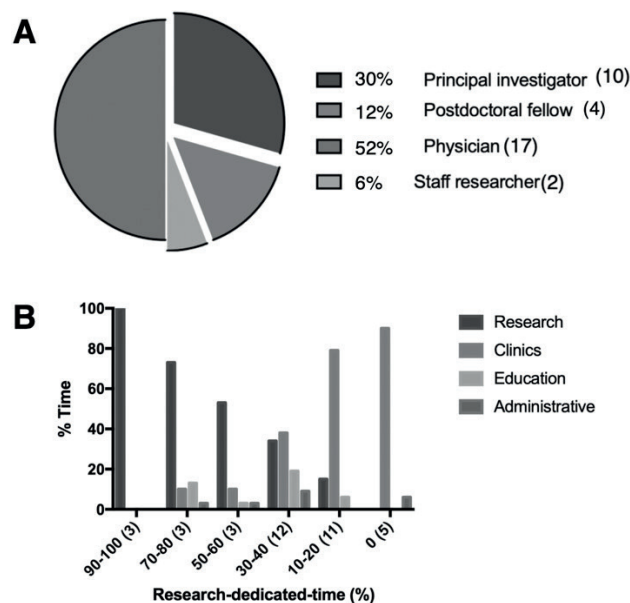 A
30% Principal investigator (10)
12% Postdoctoral fellow (4)
52% Physician (17)
6% Staff researcher (2)
B
100
80
60
40
20
0
% Time
90-100 (3)
70-80 (3)
50-60 (3)
30-40 (12)
10-20 (11)
0 (5)
Research-dedicated-time (%)
Research
Clinics
Education
Administrative